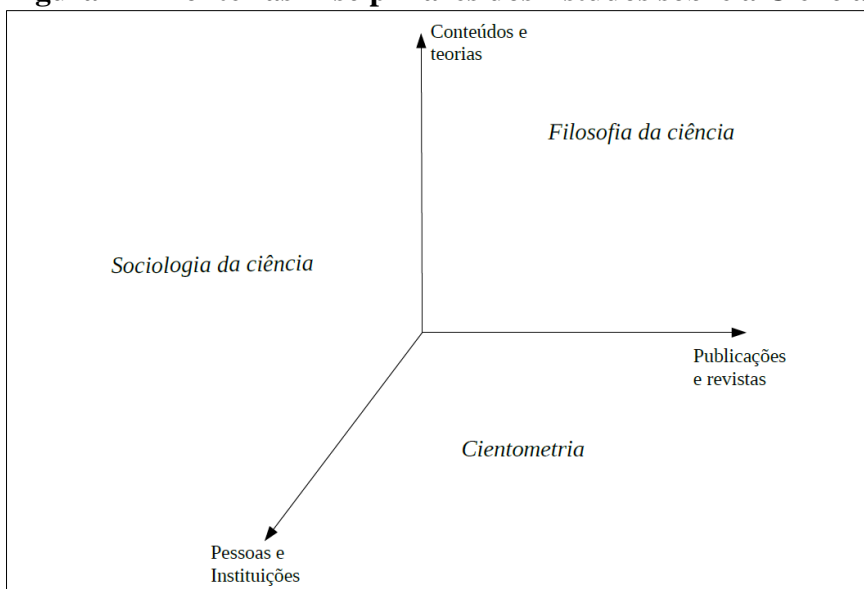 Conteúdos e
teorias
Filosofia da ciência
Sociologia da ciência
Publicações
e revistas
Cientometria
Pessoas e
Instituições